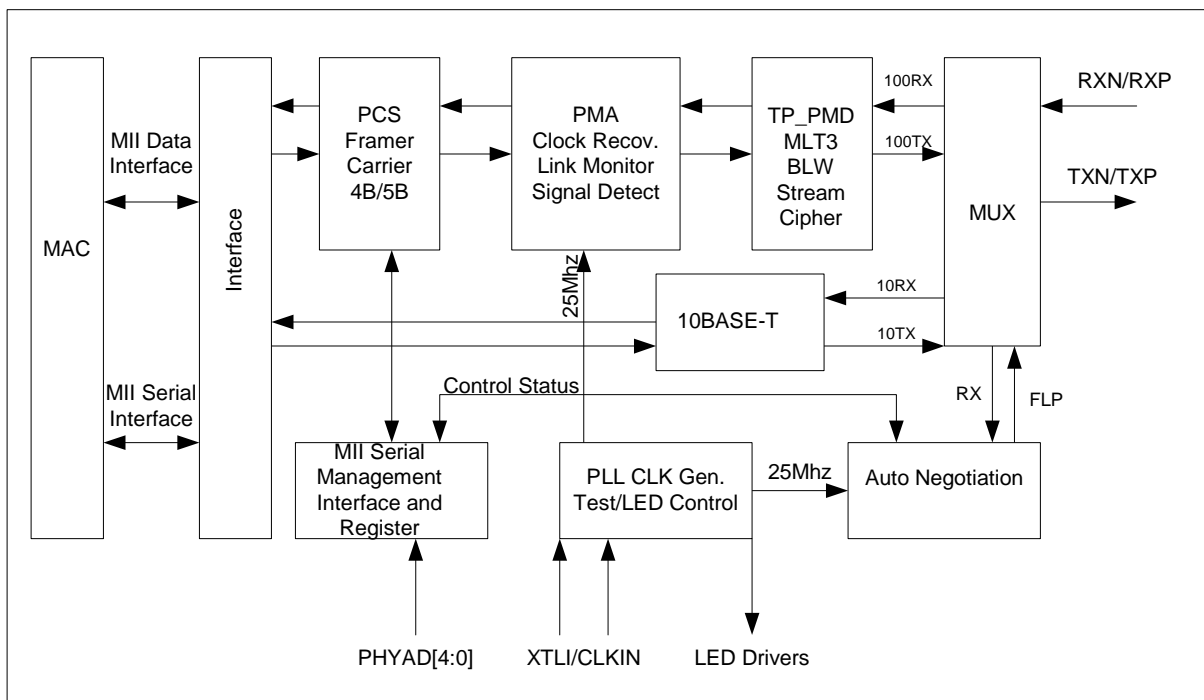 MAC
MII Data
Interface
MII Serial
Interface
Interface
PCS
Framer
Carrier
4B/5B
PMA
Clock Recov.
Link Monitor
Signal Detect
TP_PMD
MLT3
BLW
Stream
Cipher
100RX
100TX
MUX
RXN/RXP
TXN/TXP
25Mhz
10BASE-T
10RX
10TX
Control Status
RX
FLP
MII Serial
Management
Interface and
Register
PLL CLK Gen.
Test/LED Control
25Mhz
Auto Negotiation
PHYAD[4:0]
XTLI/CLKIN
LED Drivers